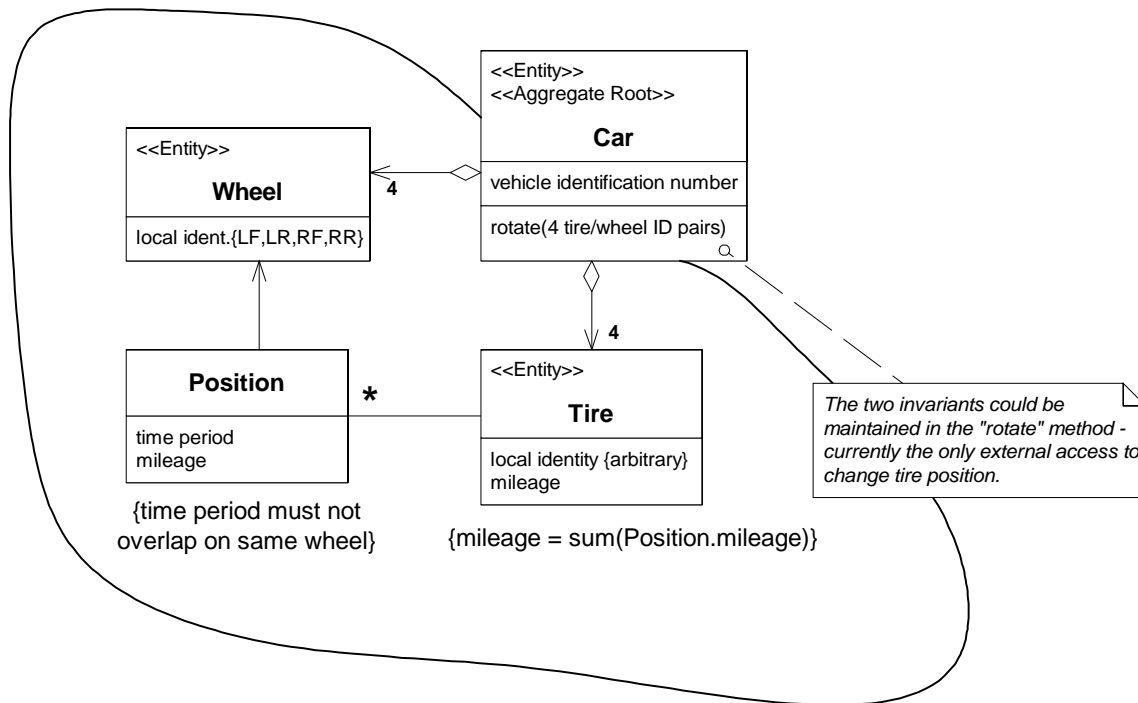 <<Entity>>
<<Aggregate Root>>
Car
vehicle identification number
rotate(4 tire/wheel ID pairs)
<<Entity>>
Wheel
local ident.{LF,LR,RF,RR}
4
4
Position
time period
mileage
*
{time period must not
overlap on same wheel}
<<Entity>>
Tire
local identity {arbitrary}
mileage
{mileage = sum(Position.mileage)}
The two invariants could be
maintained in the "rotate" method -
currently the only external access to
change tire position.